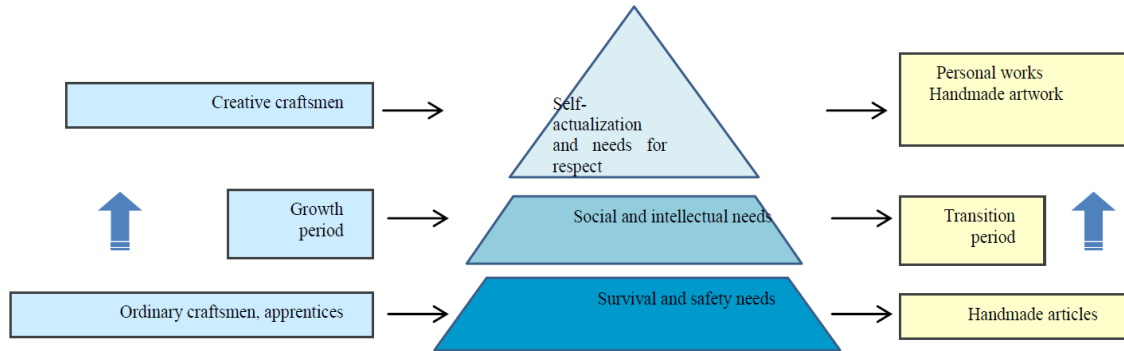 Creative craftsmen
Self-
actualization
and needs for
respect
Personal works
Handmade artwork
Growth
period
Social and intellectual needs
Transition
period
Ordinary craftsmen, apprentices
Survival and safety needs
Handmade articles